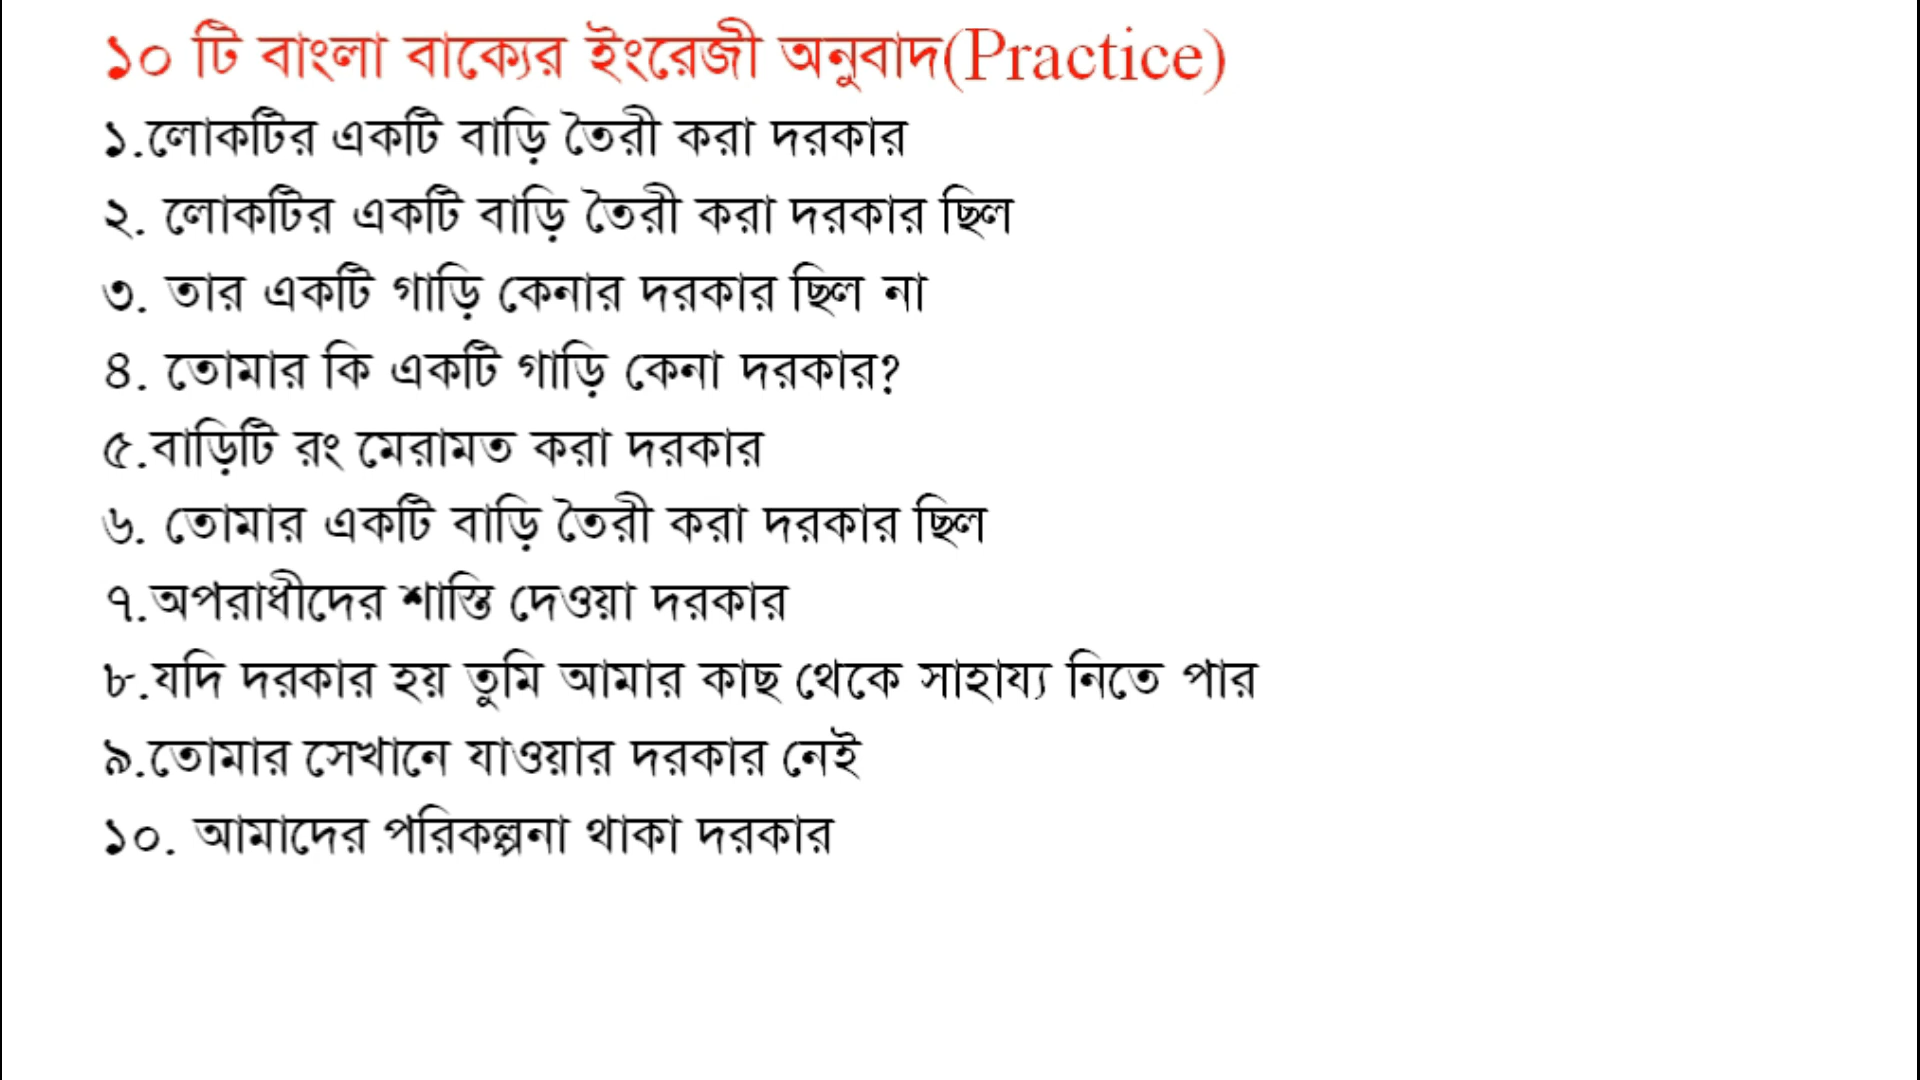 ১০ টি বাংলা বাক্যের ইংরেজী অনুবাদ(Practice)
১.লোকটির একটি বাড়ি তৈরী করা দরকার
২. লোকটির একটি বাড়ি তৈরী করা দরকার ছিল
৩. তার একটি গাড়ি কেনার দরকার ছিল না
৪. তোমার কি একটি গাড়ি কেনা দরকার?
৫.বাড়িটি রং মেরামত করা দরকার
৬. তোমার একটি বাড়ি তৈরী করা দরকার ছিল
৭.অপরাধীদের শাস্তি দেওয়া দরকার
৮.যদি দরকার হয় তুমি আমার কাছ থেকে সাহায্য নিতে পার
৯.তোমার সেখানে যাওয়ার দরকার নেই
১০. আমাদের পরিকল্পনা থাকা দরকার